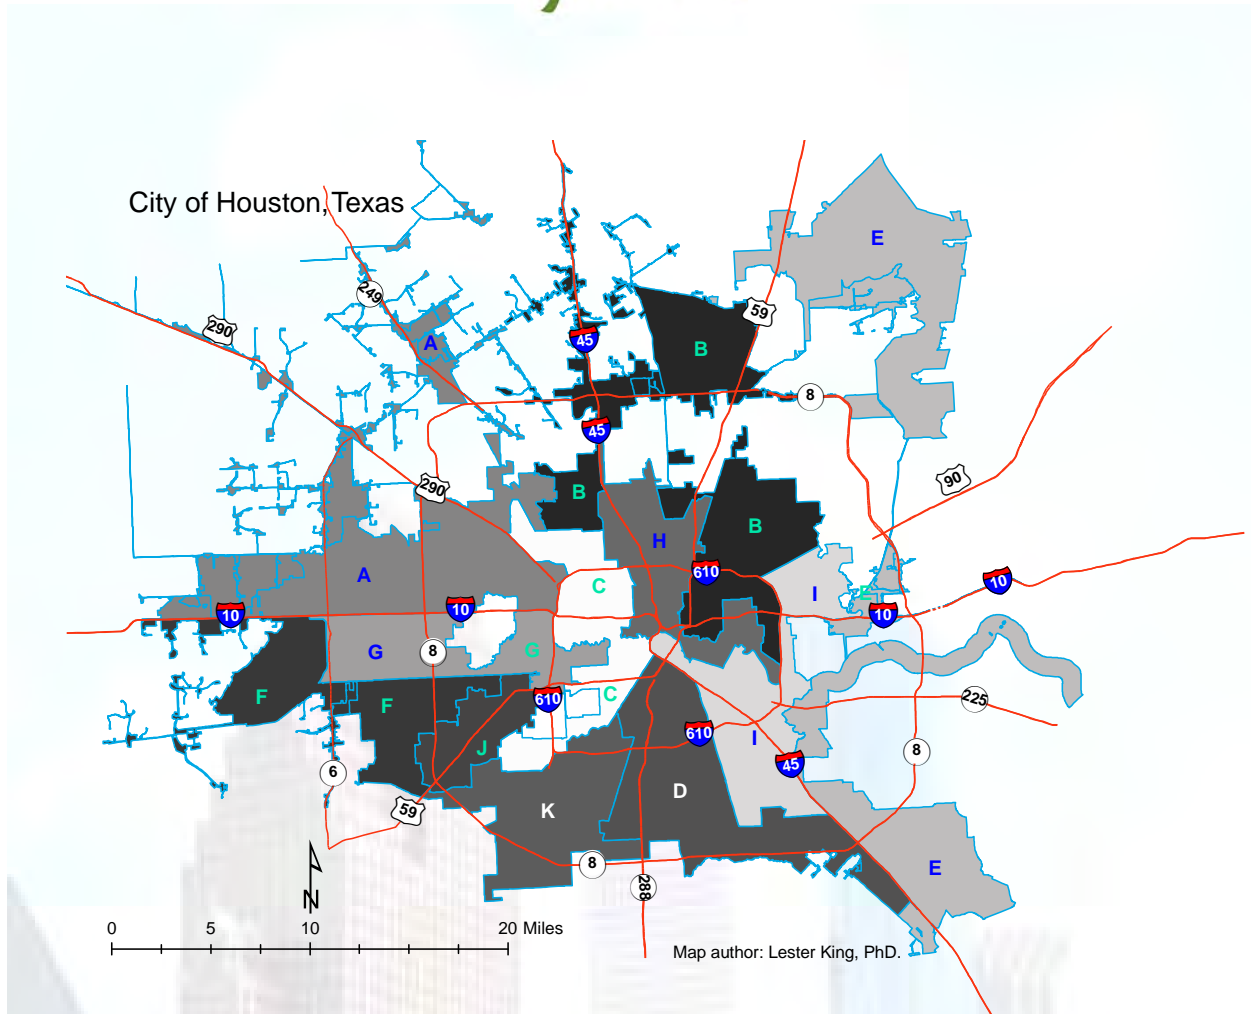 City of Houston, Texas
E
249
290
59
A
45
B
8
45
90
290
B
B
H
610
10
A
C
I
E
10
10
10
G
8
G
F
F
C
610
225
610
I
J
8
45
6
D
59
K
8
E
288
N
0 5 10 20 Miles
Map author: Lester King, PhD.